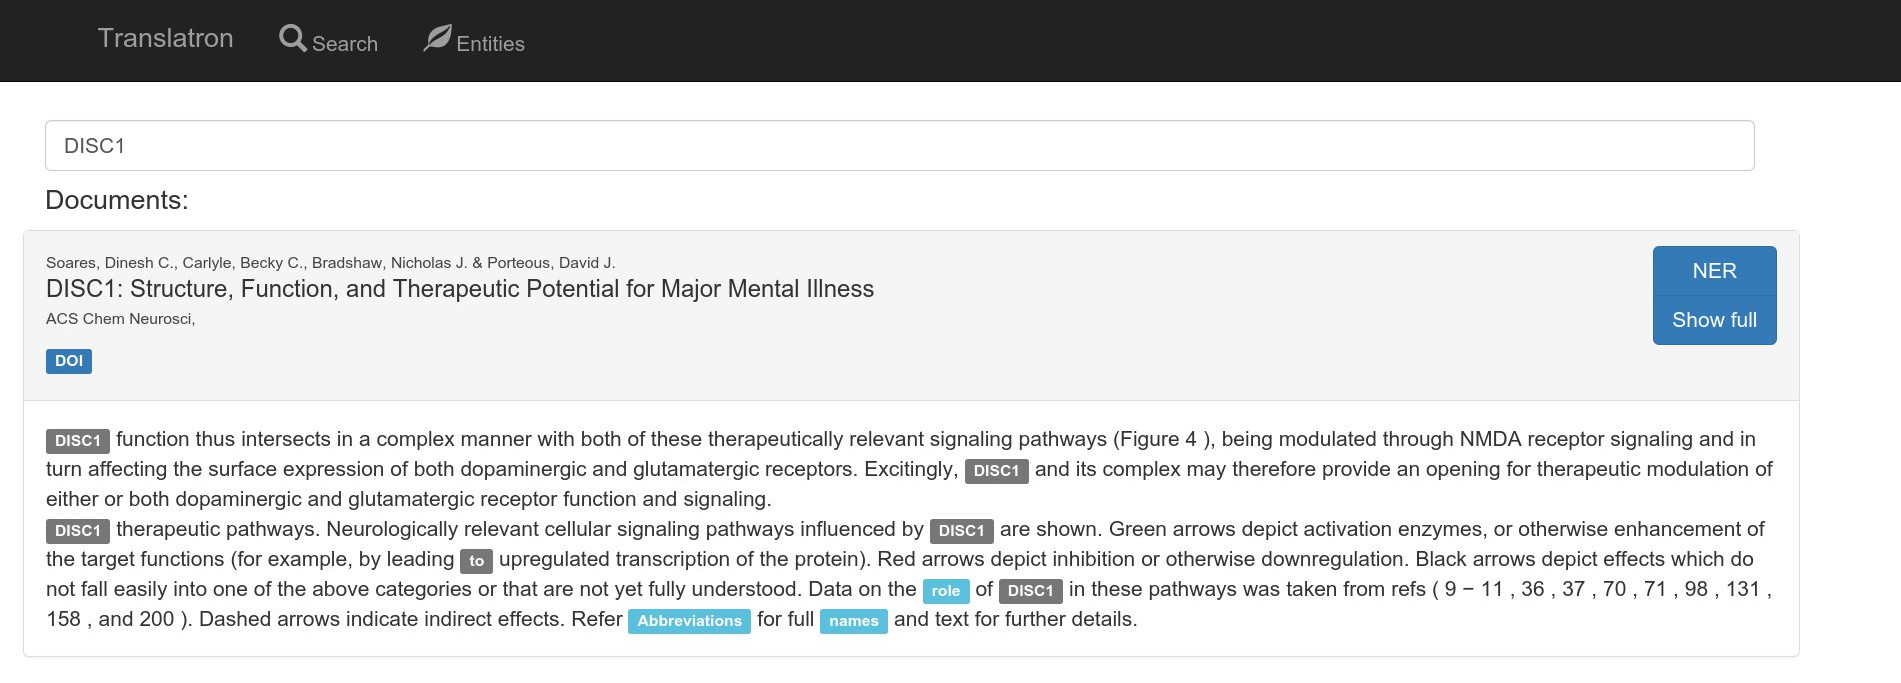 Translatron Search Entities
DISC1
Documents:
Soares, Dinesh C., Carlyle, Becky C., Bradshaw, Nicholas J. & Porteous, David J.
DISC1: Structure, Function, and Therapeutic Potential for Major Mental Illness
ACS Chem Neurosci,
DOI
NER
Show full
DISC1 function thus intersects in a complex manner with both of these therapeutically relevant signaling pathways (Figure 4 ), being modulated through NMDA receptor signaling and in
turn affecting the surface expression of both dopaminergic and glutamatergic receptors. Excitingly, DISC1 and its complex may therefore provide an opening for therapeutic modulation of
either or both dopaminergic and glutamatergic receptor function and signaling.
DISC1 therapeutic pathways. Neurologically relevant cellular signaling pathways influenced by DISC1 are shown. Green arrows depict activation enzymes, or otherwise enhancement of
the target functions (for example, by leading to upregulated transcription of the protein). Red arrows depict inhibition or otherwise downregulation. Black arrows depict effects which do
not fall easily into one of the above categories or that are not yet fully understood. Data on the role of DISC1 in these pathways was taken from refs ( 9 − 11 , 36 , 37 , 70 , 71 , 98 , 131 ,
158 , and 200 ). Dashed arrows indicate indirect effects. Refer Abbreviations for full names and text for further details.